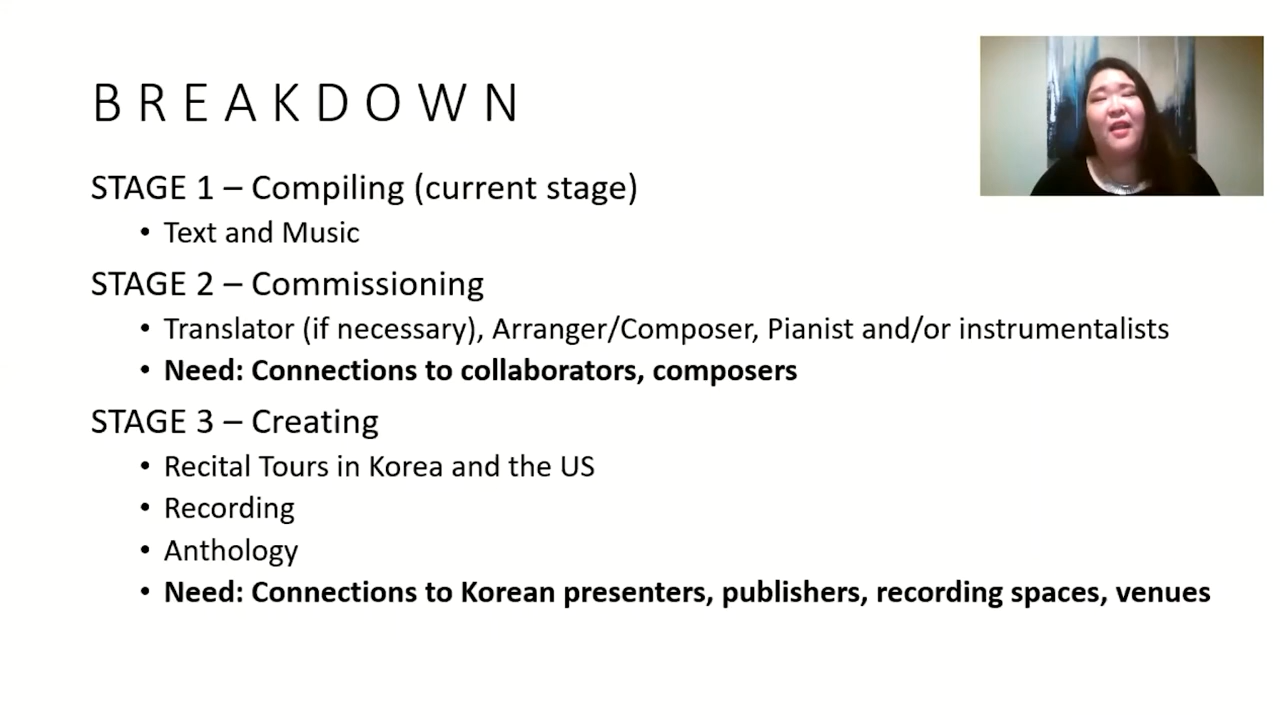 BREAKDOWN
STAGE 1 – Compiling (current stage)
• Text and Music
STAGE 2 – Commissioning
• Translator (if necessary), Arranger/Composer, Pianist and/or instrumentalists
• Need: Connections to collaborators, composers
STAGE 3 – Creating
• Recital Tours in Korea and the US
• Recording
• Anthology
• Need: Connections to Korean presenters, publishers, recording spaces, venues